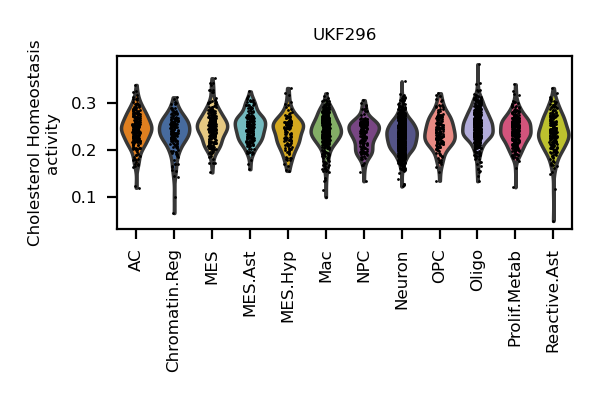 UKF296
Cholesterol Homeostasis
activity
0.3
0.2
0.1
AC
Chromatin.Reg
MES
MES.Ast
MES.Hyp
Mac
NPC
Neuron
OPC
Oligo
Prolif.Metab
Reactive.Ast